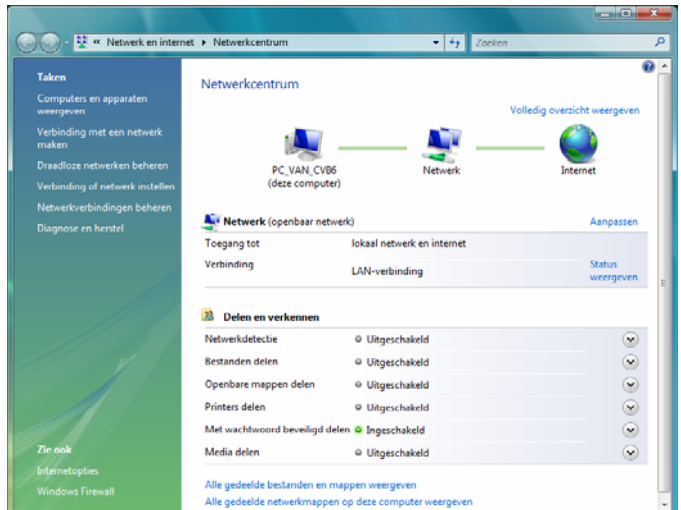 « Netwerk en internet ▸ Netwerkcentrum
Zoeken
Taken
Computers en apparaten
weergeven
Verbinding met een netwerk
maken
Draadloze netwerken beheren
Verbinding of netwerk instellen
Netwerkverbindingen beheren
Diagnose en herstel
Zie ook
Internetopties
Windows Firewall
Netwerkcentrum
Volledig overzicht weergeven
PC_VAN_CVB6
(deze computer)
Netwerk
Internet
Netwerk (openbaar netwerk)
Aanpassen
Toegang tot lokaal netwerk en internet
Verbinding LAN-verbinding
Status
weergeven
Delen en verkennen
Netwerkdetectie Uitgeschakeld
Bestanden delen Uitgeschakeld
Openbare mappen delen Uitgeschakeld
Printers delen Uitgeschakeld
Met wachtwoord beveiligd delen Ingeschakeld
Media delen Uitgeschakeld
Alle gedeelde bestanden en mappen weergeven
Alle gedeelde netwerkmappen op deze computer weergeven